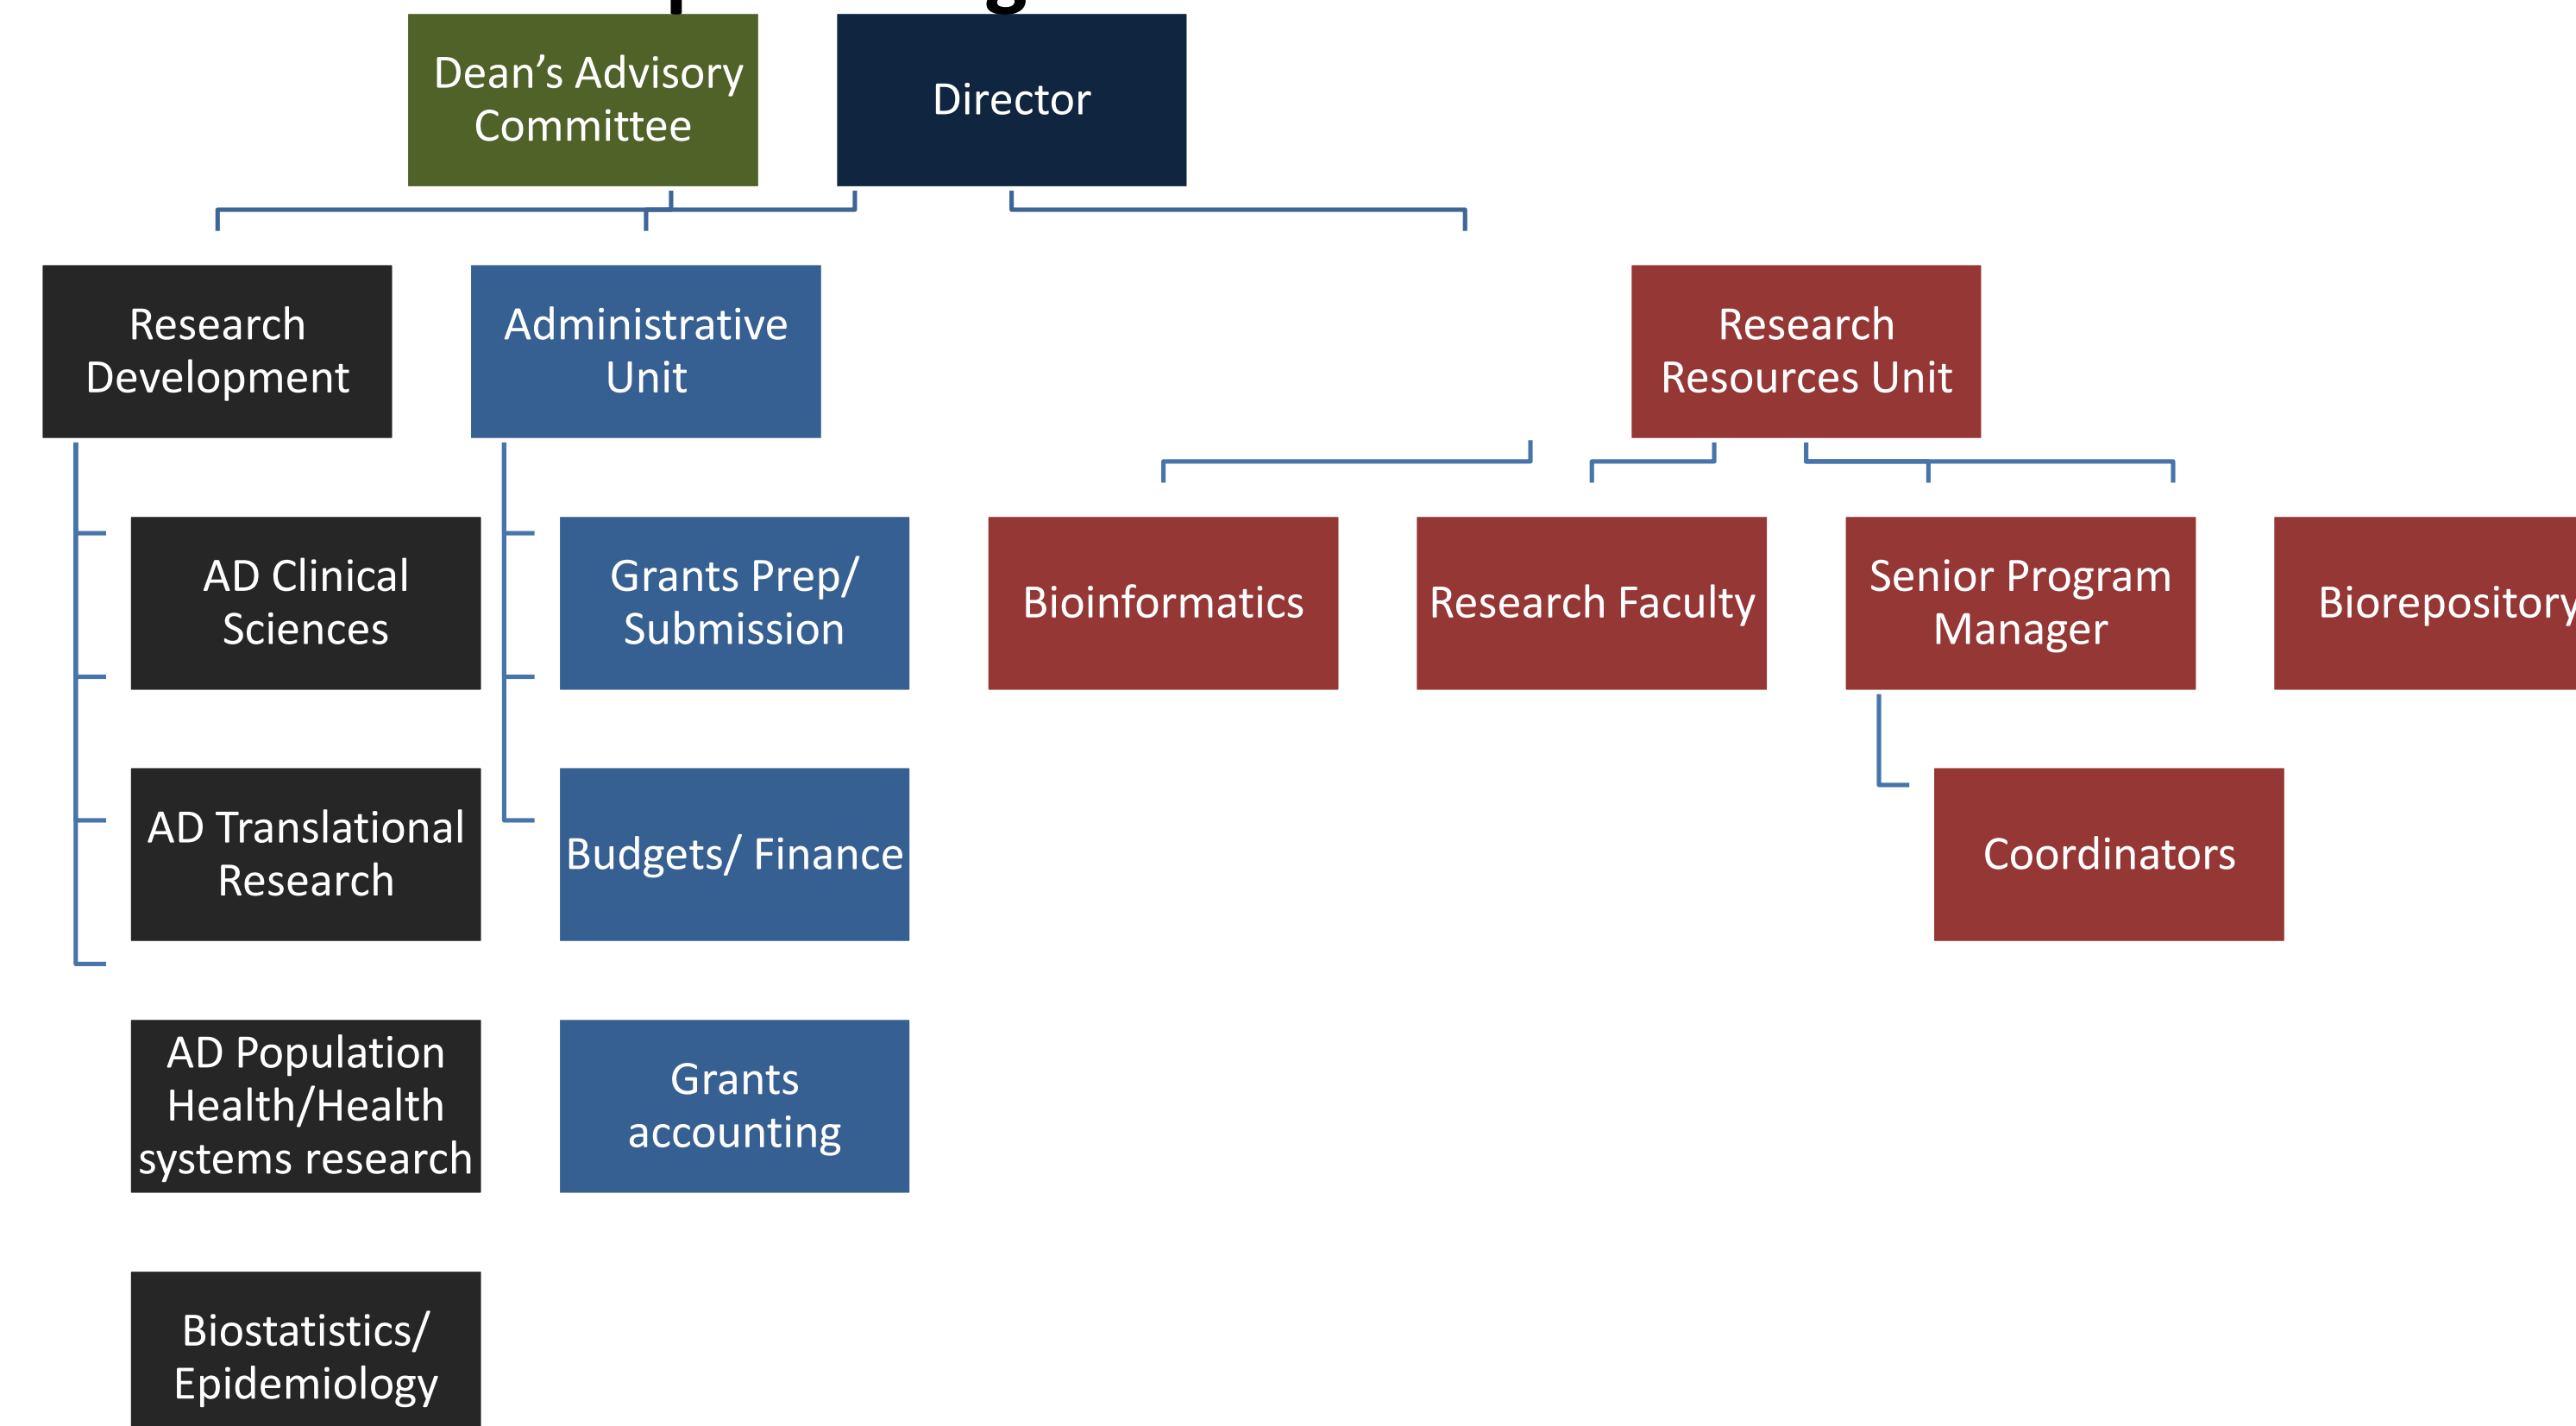 Dean’s Advisory
Committee
Director
Research
Development
Administrative
Unit
Research
Resources Unit
AD Clinical
Sciences
Grants Prep/
Submission
Bioinformatics
Research Faculty
Senior Program
Manager
Biorepository
AD Translational
Research
Budgets/ Finance
Coordinators
AD Population
Health/Health
systems research
Grants
accounting
Biostatistics/
Epidemiology